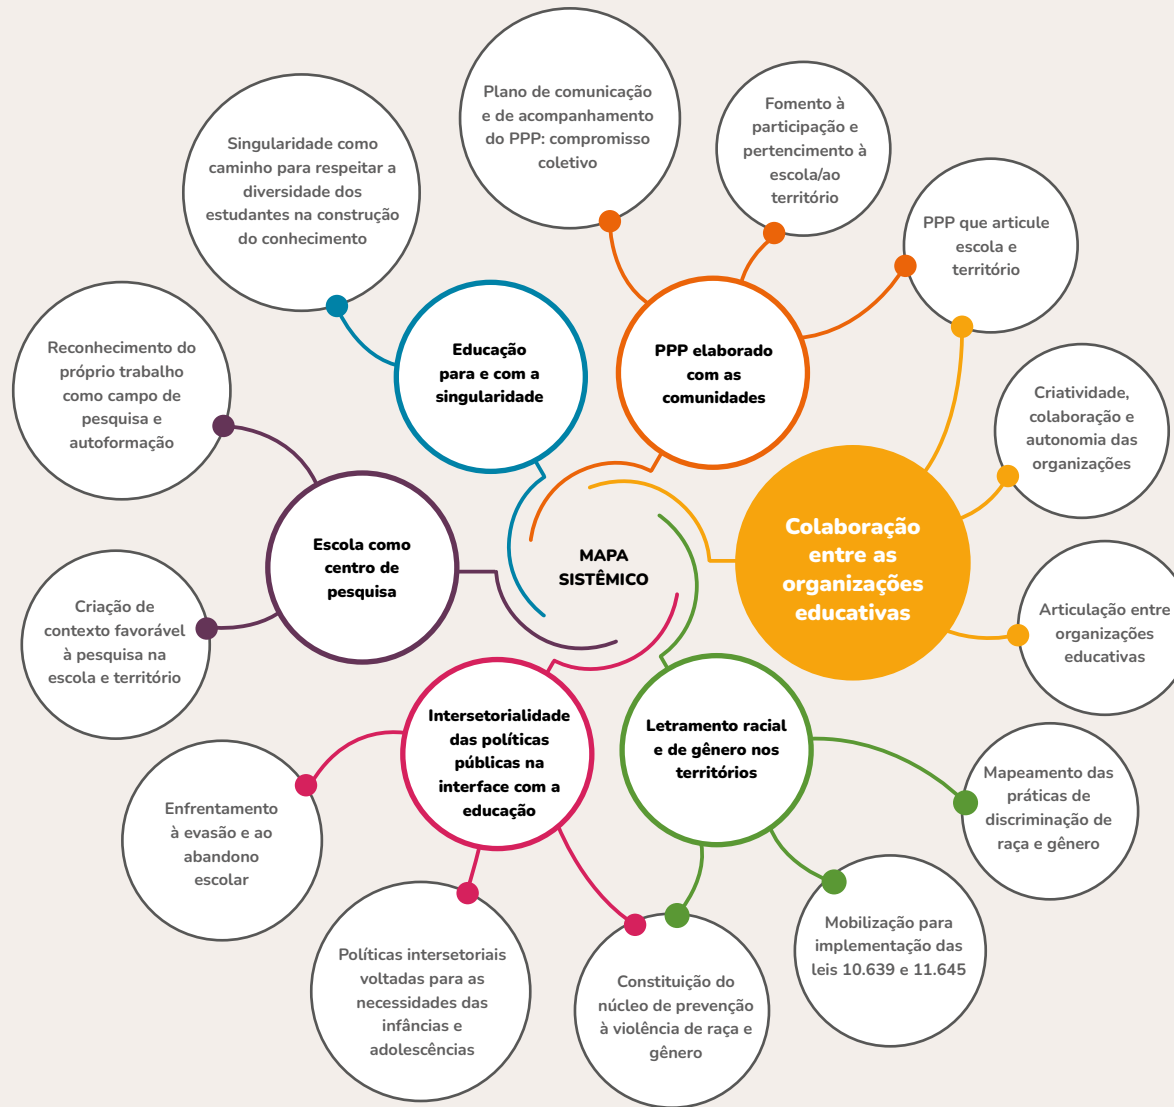 Plano de comunicação
e de acompanhamento
do PPP: compromisso
coletivo
Fomento à
participação e
pertencimento à
escola/ao
território
Singularidade como
caminho para respeitar a
diversidade dos
estudantes na construção
do conhecimento
PPP que articule
escola e
território
Reconhecimento do
próprio trabalho
como campo de
pesquisa e
autoformação
Educação
para e com a
singularidade
PPP elaborado
com as
comunidades
Criatividade,
colaboração e
autonomia das
organizações
Escola como
centro de
pesquisa
MAPA
SISTÊMICO
Colaboração
entre as
organizações
educativas
Criação de
contexto favorável
à pesquisa na
escola e território
Articulação entre
organizações
educativas
Intersetorialidade
das políticas
públicas na
interface com a
educação
Letramento racial
e de gênero nos
territórios
Mapeamento das
práticas de
discriminação de
raça e gênero
Enfrentamento
à evasão e ao
abandono
escolar
Mobilização para
implementação das
leis 10.639 e 11.645
Políticas intersetoriais
voltadas para as
necessidades das
infâncias e
adolescências
Constituição do
núcleo de prevenção
à violência de raça e
gênero